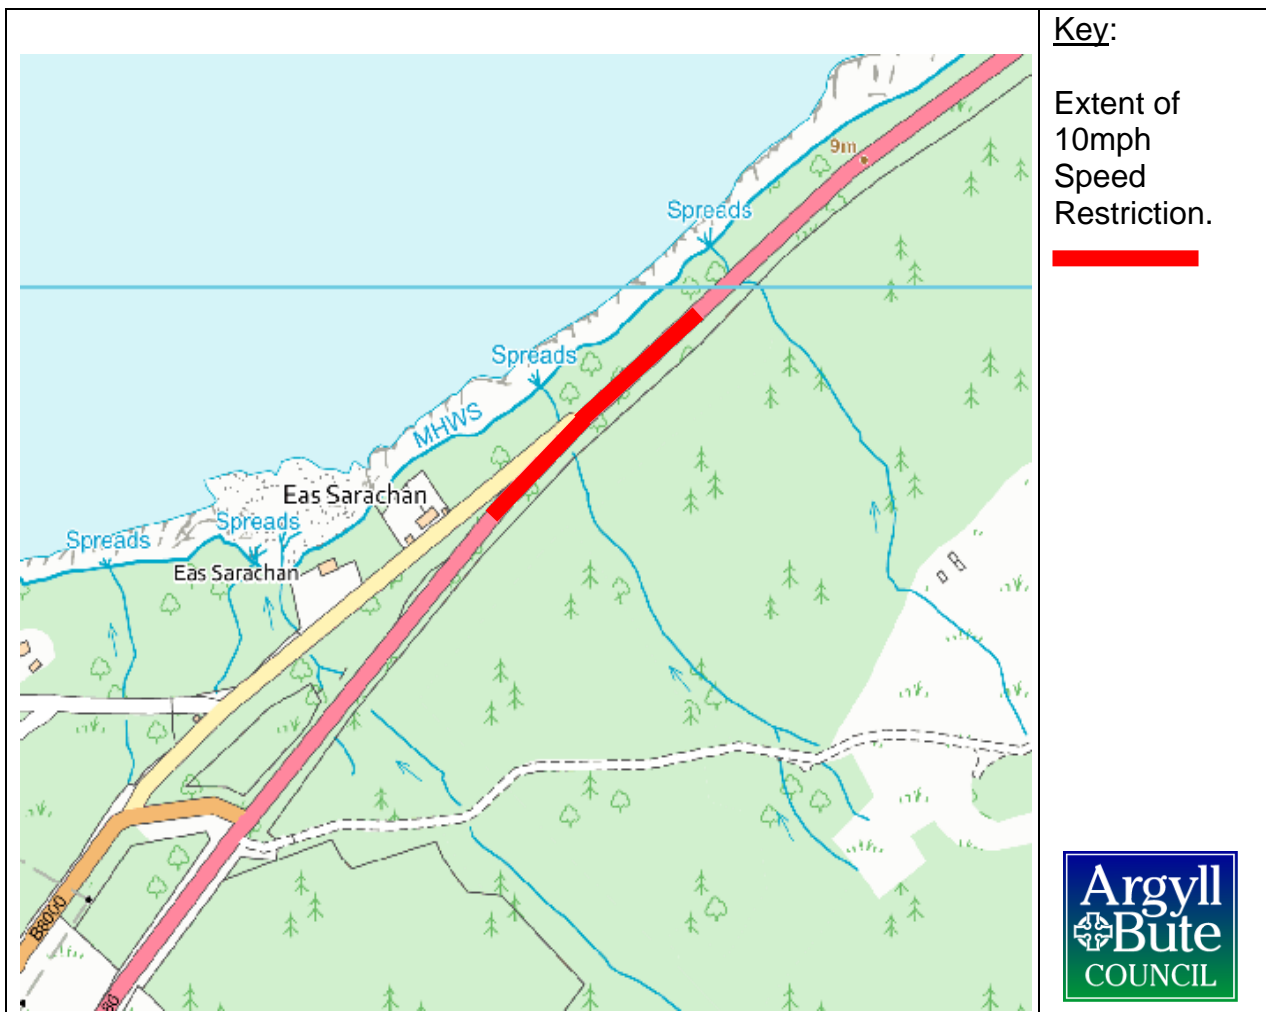 Key:
Extent of
10mph
Speed
Restriction.
9m
Spreads
Spreads
MHWS
Eas Sarachan
Spreads
Spreads
Eas Sarachan
B8000
Argyll
Bute
COUNCIL